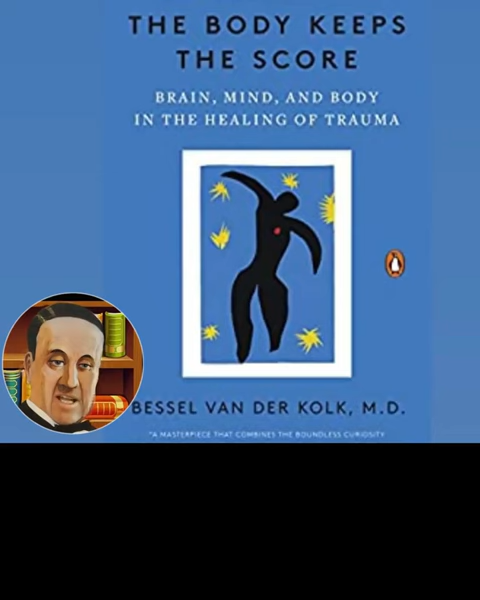 THE BODY KEEPS
THE SCORE
BRAIN, MIND, AND BODY
IN THE HEALING OF TRAUMA
BESSEL VAN DER KOLK, M.D.
"A MASTERPIECE THAT COMBINES THE BOUNDLESS CURIOSITY